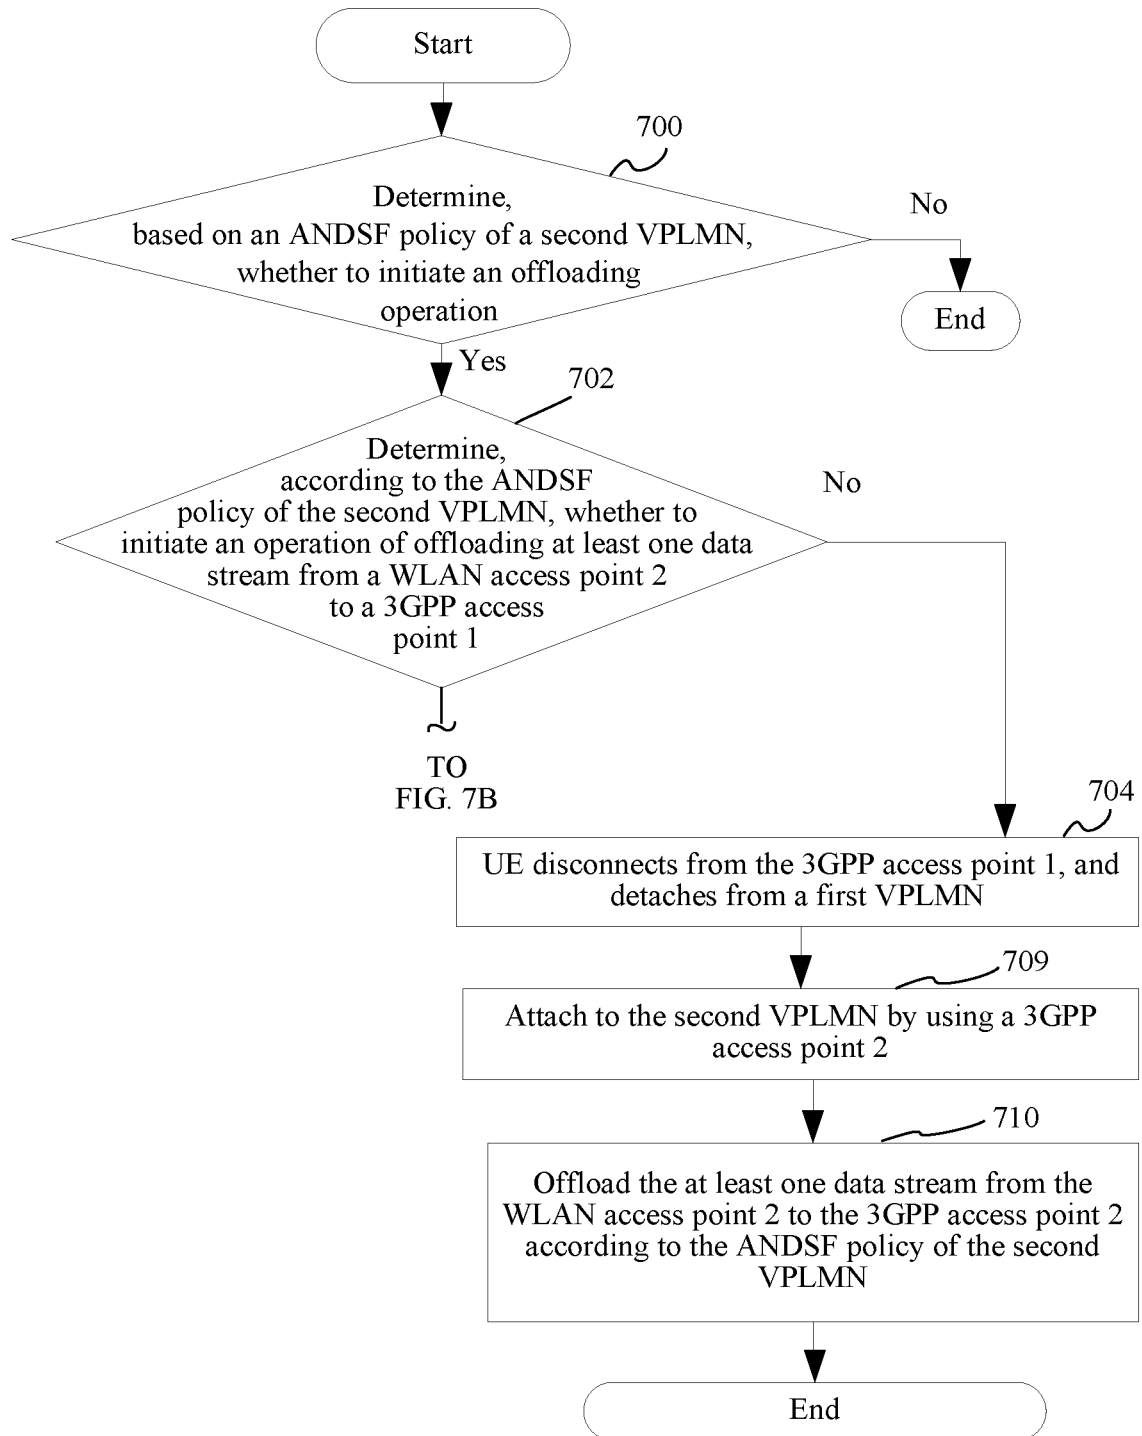 Start
700
Determine,
based on an ANDSF policy of a second VPLMN,
whether to initiate an offloading
operation
No
End
Yes
702
Determine,
according to the ANDSF
policy of the second VPLMN, whether to
initiate an operation of offloading at least one data
stream from a WLAN access point 2
to a 3GPP access
point 1
No
TO
FIG. 7B
704
UE disconnects from the 3GPP access point 1, and
detaches from a first VPLMN
709
Attach to the second VPLMN by using a 3GPP
access point 2
710
Offload the at least one data stream from the
WLAN access point 2 to the 3GPP access point 2
according to the ANDSF policy of the second
VPLMN
End